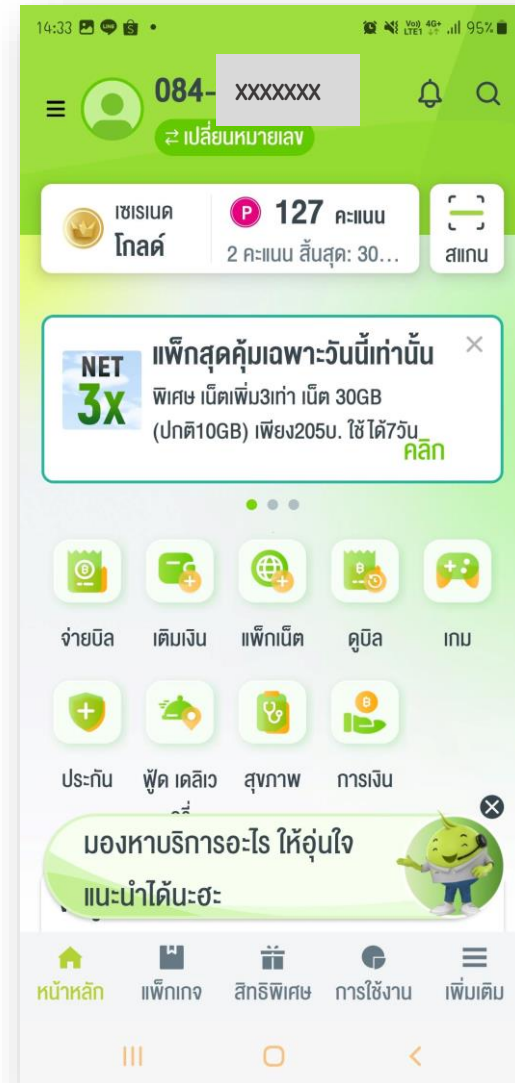 14:33 LINE S • Vo)) LTE1 4G+ 95%
084- XXXXXXX
เปลี่ยนหมายเลข
เซเรเนด
โกลด์
P 127 คะแนน
2 คะแนน สิ้นสุด: 30...
สแกน
NET
3X
แพ็กสุดคุ้มเฉพาะวันนี้เท่านั้น
พิเศษ เน็ตเพิ่ม3เท่า เน็ต 30GB
(ปกติ10GB) เพียง205บ. ใช้ได้7วัน
คลิก
จ่ายบิล เติมเงิน แพ็กเน็ต ดูบิล เกม
ประกัน ฟู้ด เดลิเว สุขภาพ การเงิน
รี่
มองหาบริการอะไร ให้อุ่นใจ
แนะนำได้นะฮะ
หน้าหลัก แพ็กเกจ สิทธิพิเศษ การใช้งาน เพิ่มเติม